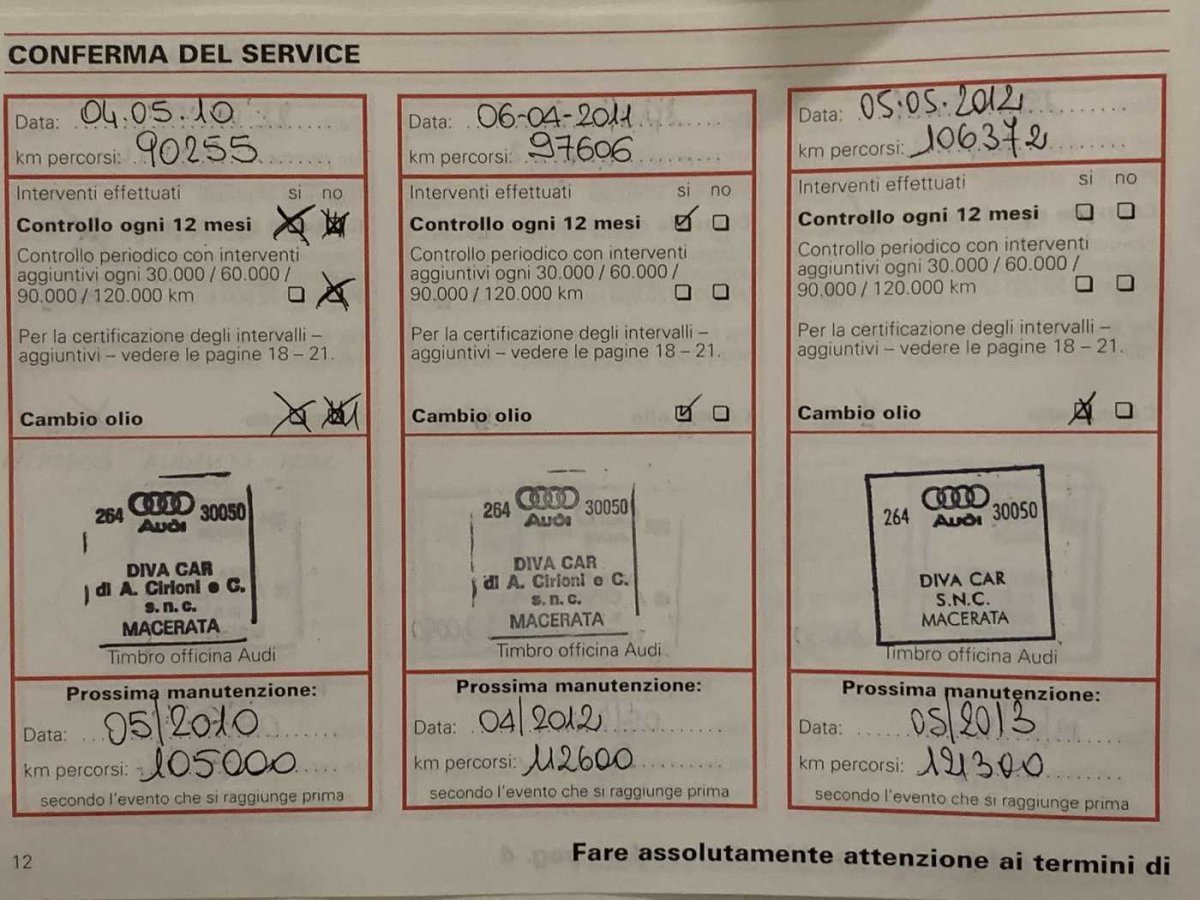 CONFERMA DEL SERVICE
Data: 04.05.10
km percorsi: 90255
Interventi effettuati si no
Controllo ogni 12 mesi
Controllo periodico con interventi
aggiuntivi ogni 30.000 / 60.000 /
90.000 / 120.000 km
Per la certificazione degli intervalli –
aggiuntivi – vedere le pagine 18 – 21.
Cambio olio
264 Audi 30050
DIVA CAR
di A. Cirioni e C.
s.n.c.
MACERATA
Timbro officina Audi
Prossima manutenzione:
Data: 05/2010
km percorsi: 105000
secondo l'evento che si raggiunge prima
Data: 06-04-2011
km percorsi: 97606
Interventi effettuati si no
Controllo ogni 12 mesi
Controllo periodico con interventi
aggiuntivi ogni 30.000 / 60.000 /
90.000 / 120.000 km
Per la certificazione degli intervalli –
aggiuntivi – vedere le pagine 18 – 21.
Cambio olio
264 Audi 30050
DIVA CAR
di A. Cirioni e C.
s.n.c.
MACERATA
Timbro officina Audi
Prossima manutenzione:
Data: 04/2012
km percorsi: 112600
secondo l'evento che si raggiunge prima
Data: 05.05.2012
km percorsi: 106372
Interventi effettuati si no
Controllo ogni 12 mesi
Controllo periodico con interventi
aggiuntivi ogni 30.000 / 60.000 /
90.000 / 120.000 km
Per la certificazione degli intervalli –
aggiuntivi – vedere le pagine 18 – 21.
Cambio olio
264 Audi 30050
DIVA CAR
S.N.C.
MACERATA
Timbro officina Audi
Prossima manutenzione:
Data: 05/2013
km percorsi: 121300
secondo l'evento che si raggiunge prima
12
Fare assolutamente attenzione ai termini di